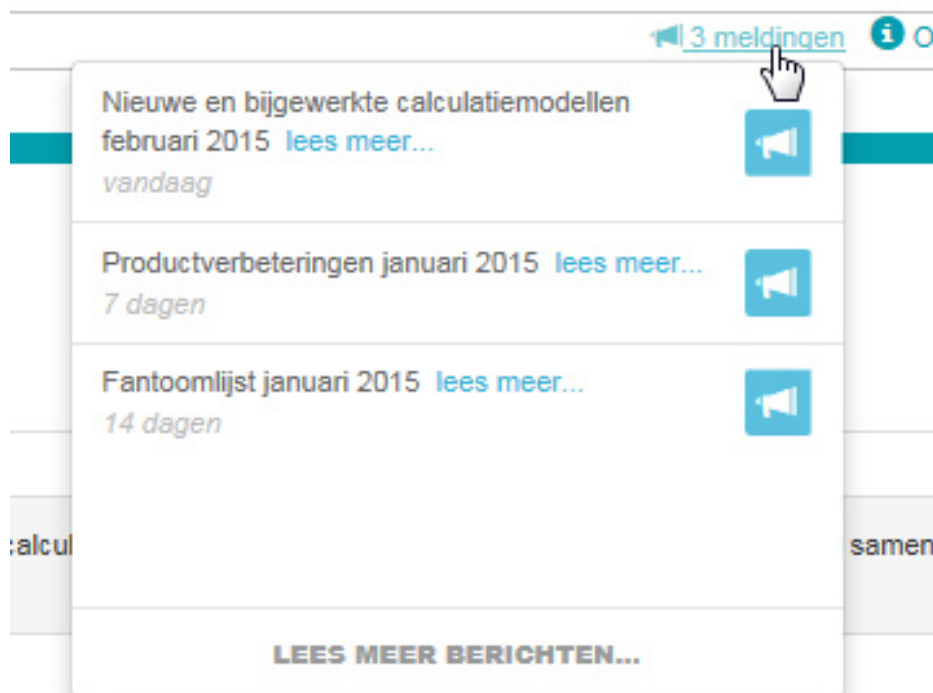 3 meldingen
Nieuwe en bijgewerkte calculatiemodellen
februari 2015 lees meer...
vandaag
Productverbeteringen januari 2015 lees meer...
7 dagen
Fantoomlijst januari 2015 lees meer...
14 dagen
samen
LEES MEER BERICHTEN...